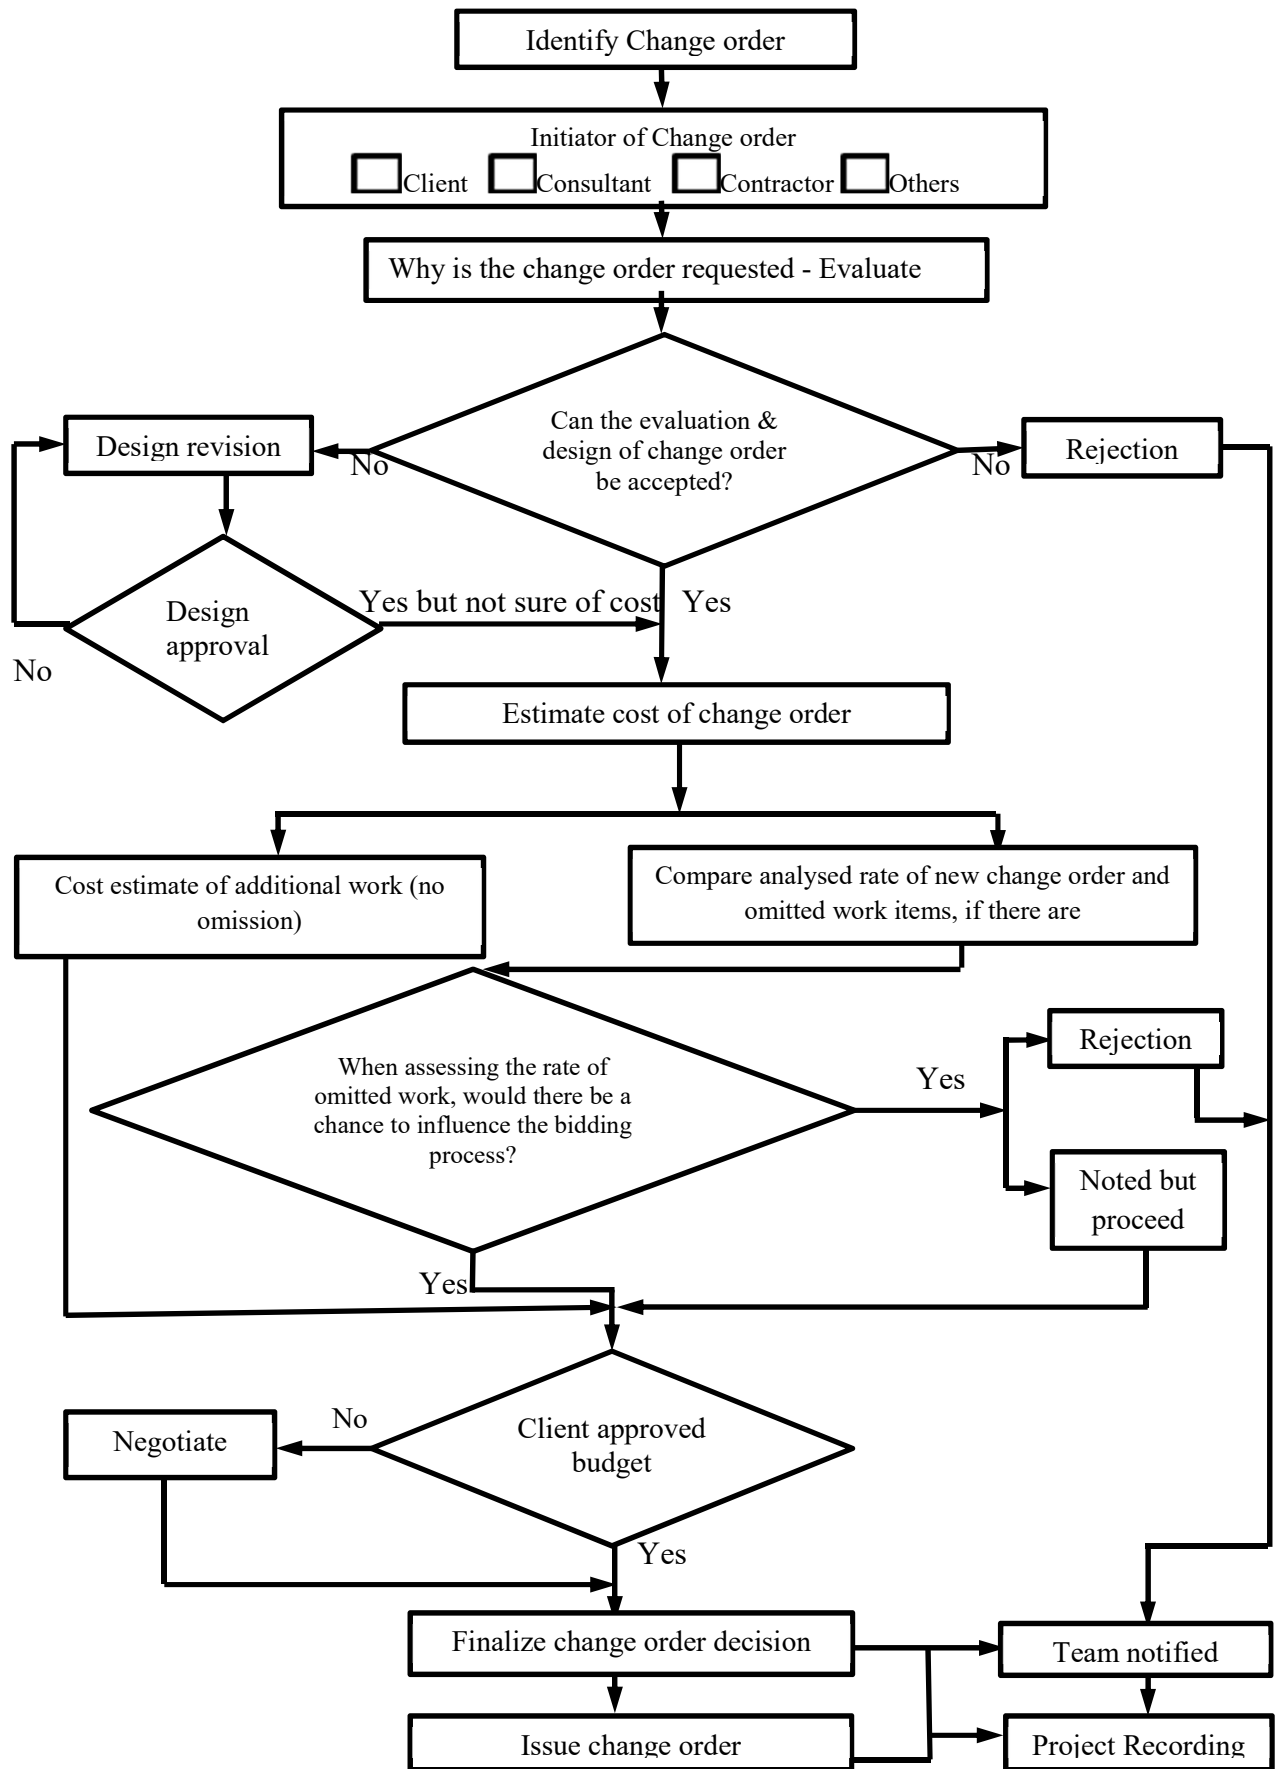 Identify Change order
Initiator of Change order
Client Consultant Contractor Others
Why is the change order requested - Evaluate
Can the evaluation &
design of change order
be accepted?
Design revision
No
No
Rejection
Design
approval
Yes but not sure of cost
Yes
No
Estimate cost of change order
Cost estimate of additional work (no
omission)
Compare analysed rate of new change order and
omitted work items, if there are
When assessing the rate of
omitted work, would there be a
chance to influence the bidding
process?
Yes
Rejection
Noted but
proceed
Yes
Client approved
budget
No
Negotiate
Yes
Finalize change order decision
Team notified
Issue change order
Project Recording